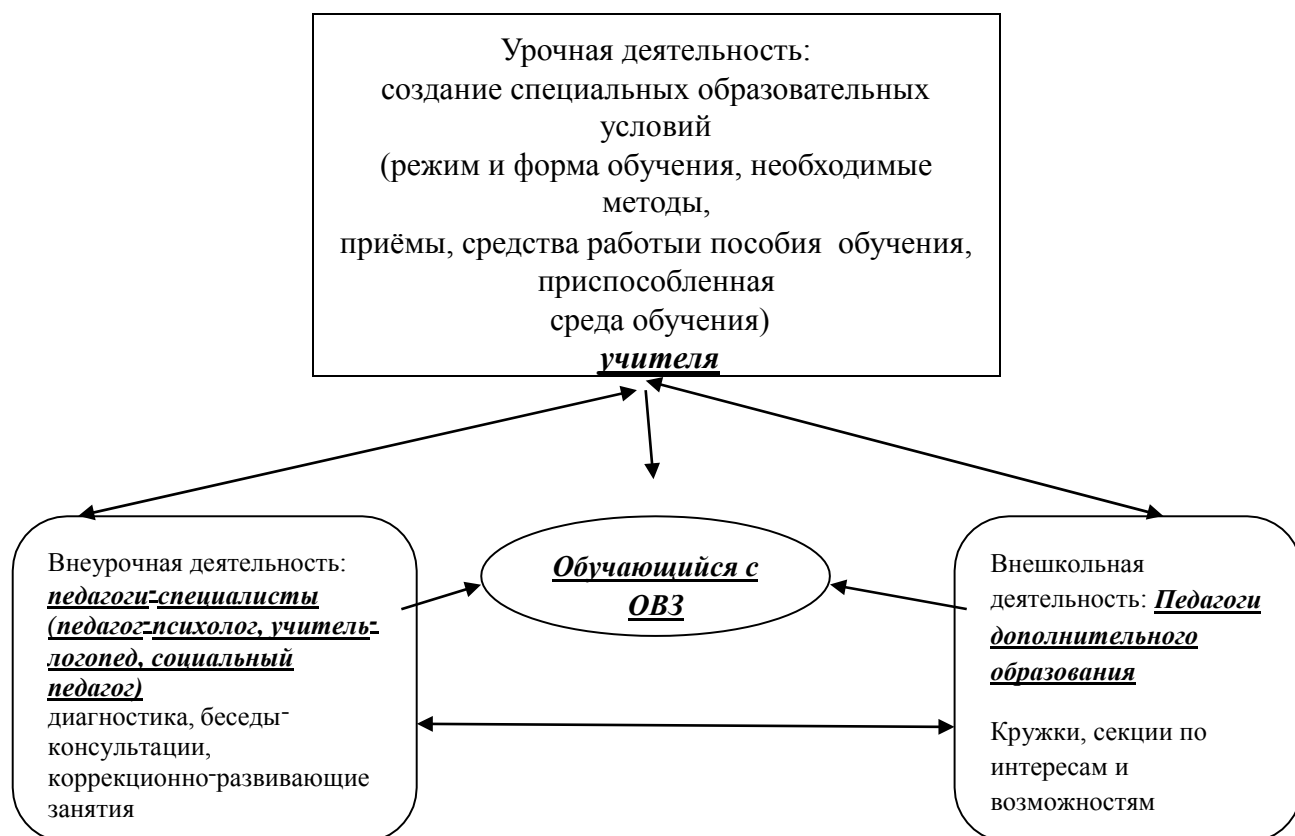 Урочная деятельность:
создание специальных образовательных
условий
(режим и форма обучения, необходимые
методы,
приёмы, средства работыи пособия обучения,
приспособленная
среда обучения)
учителя
Внеурочная деятельность:
педагоги-специалисты
(педагог-психолог, учитель-
логопед, социальный
педагог)
диагностика, беседы-
консультации,
коррекционно-развивающие
занятия
Обучающийся с
ОВЗ
Внешкольная
деятельность: Педагоги
дополнительного
образования
Кружки, секции по
интересам и
возможностям